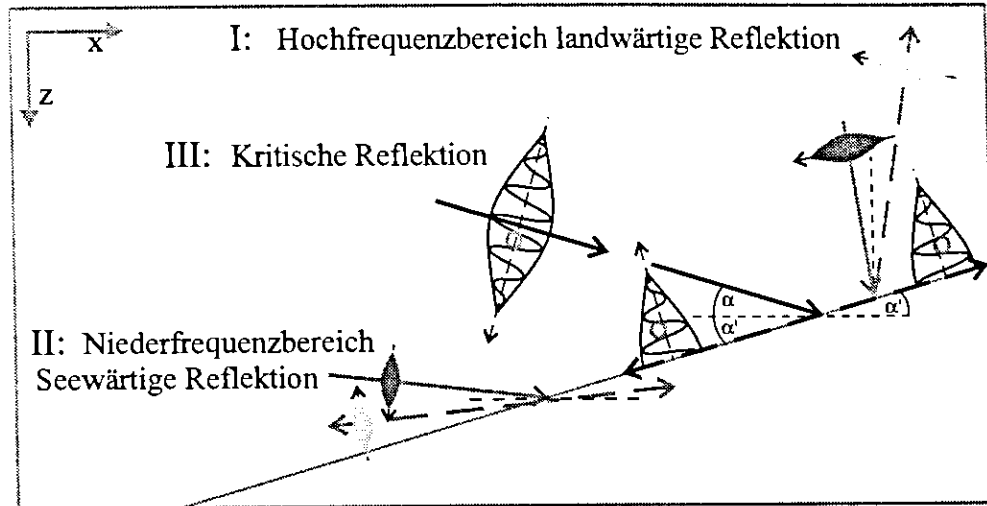 x
z
I: Hochfrequenzbereich landwärtige Reflektion
III: Kritische Reflektion
α
α'
α'
II: Niederfrequenzbereich
Seewärtige Reflektion